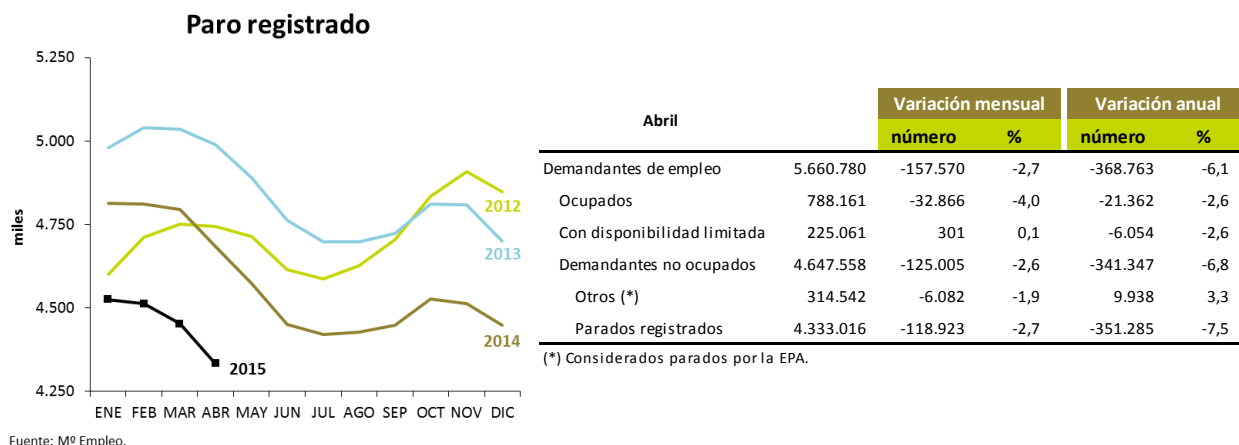 Paro registrado
5.250
5.000
4.750
4.500
4.250
miles
2012
2013
2014
2015
ENE FEB MAR ABR MAY JUN JUL AGO SEP OCT NOV DIC
Fuente: Mº Empleo.
Abril Variación mensual Variación anual
número % número %
Demandantes de empleo 5.660.780 -157.570 -2,7 -368.763 -6,1
Ocupados 788.161 -32.866 -4,0 -21.362 -2,6
Con disponibilidad limitada 225.061 301 0,1 -6.054 -2,6
Demandantes no ocupados 4.647.558 -125.005 -2,6 -341.347 -6,8
Otros (*) 314.542 -6.082 -1,9 9.938 3,3
Parados registrados 4.333.016 -118.923 -2,7 -351.285 -7,5
(*) Considerados parados por la EPA.